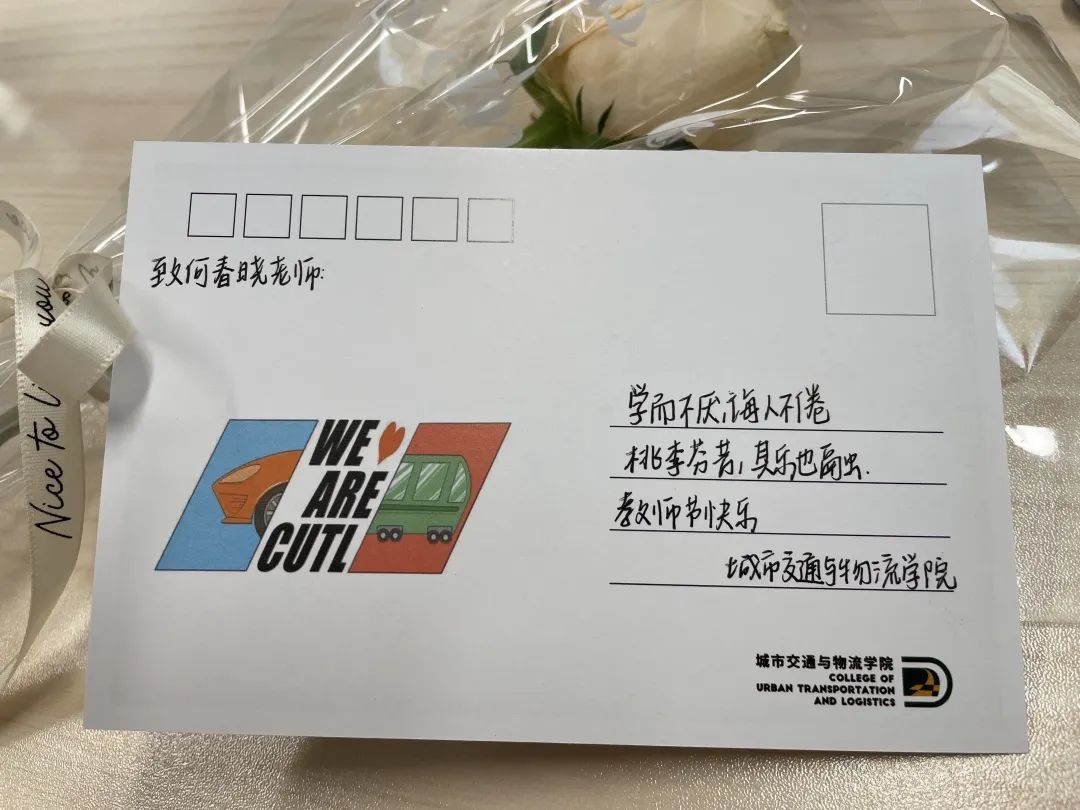 致何春晓老师:
学而不厌,诲人不倦
桃李芬芳,其乐也融融.
教师节快乐
城市交通与物流学院
WE
ARE
CUTL
城市交通与物流学院
COLLEGE OF
URBAN TRANSPORTATION
AND LOGISTICS
Nice to
you